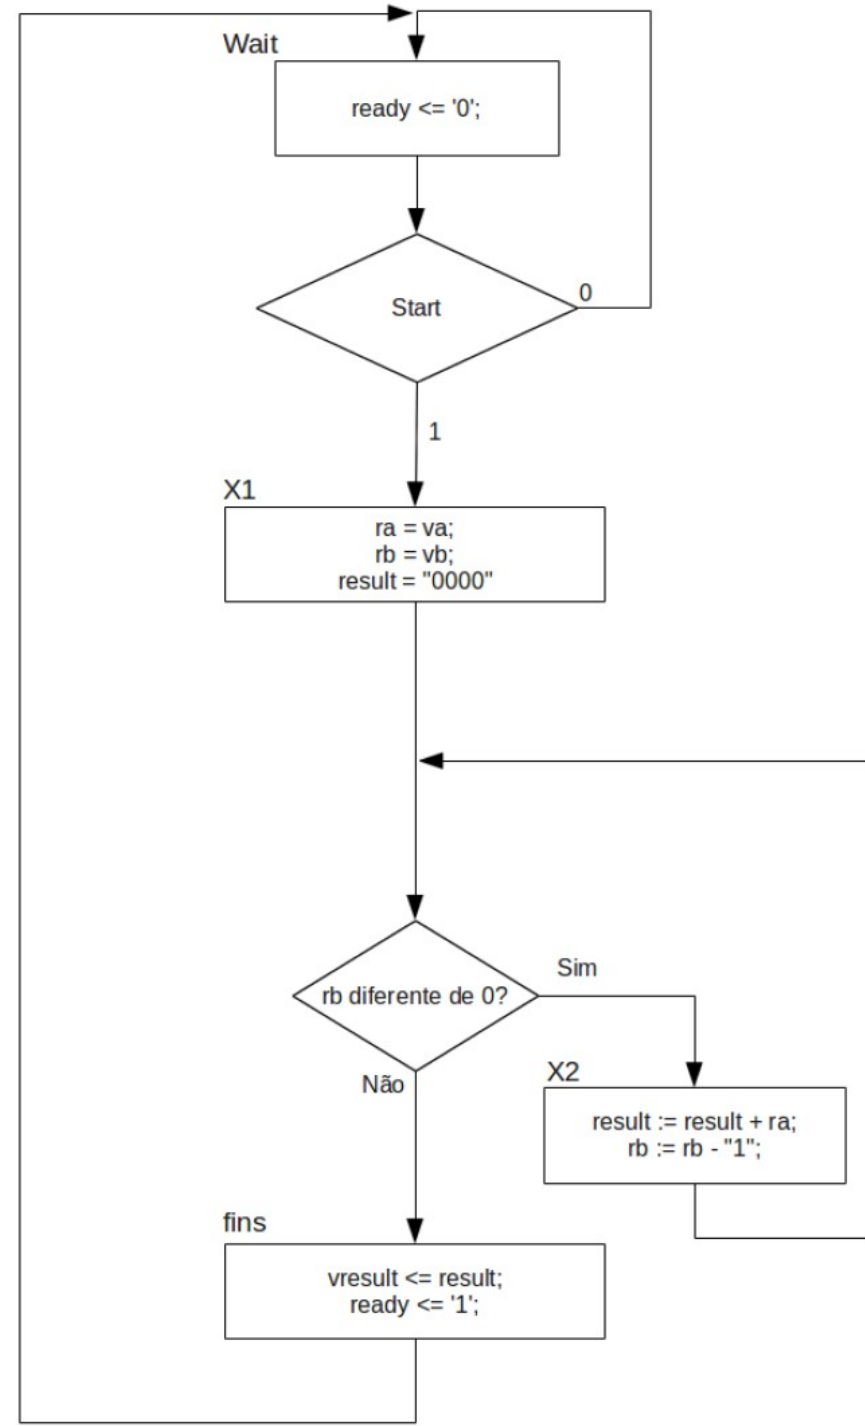 Wait
ready <= '0';
Start
0
1
X1
ra = va;
rb = vb;
result = "0000"
rb diferente de 0?
Sim
Não
X2
result := result + ra;
rb := rb - "1";
fins
vresult <= result;
ready <= '1';